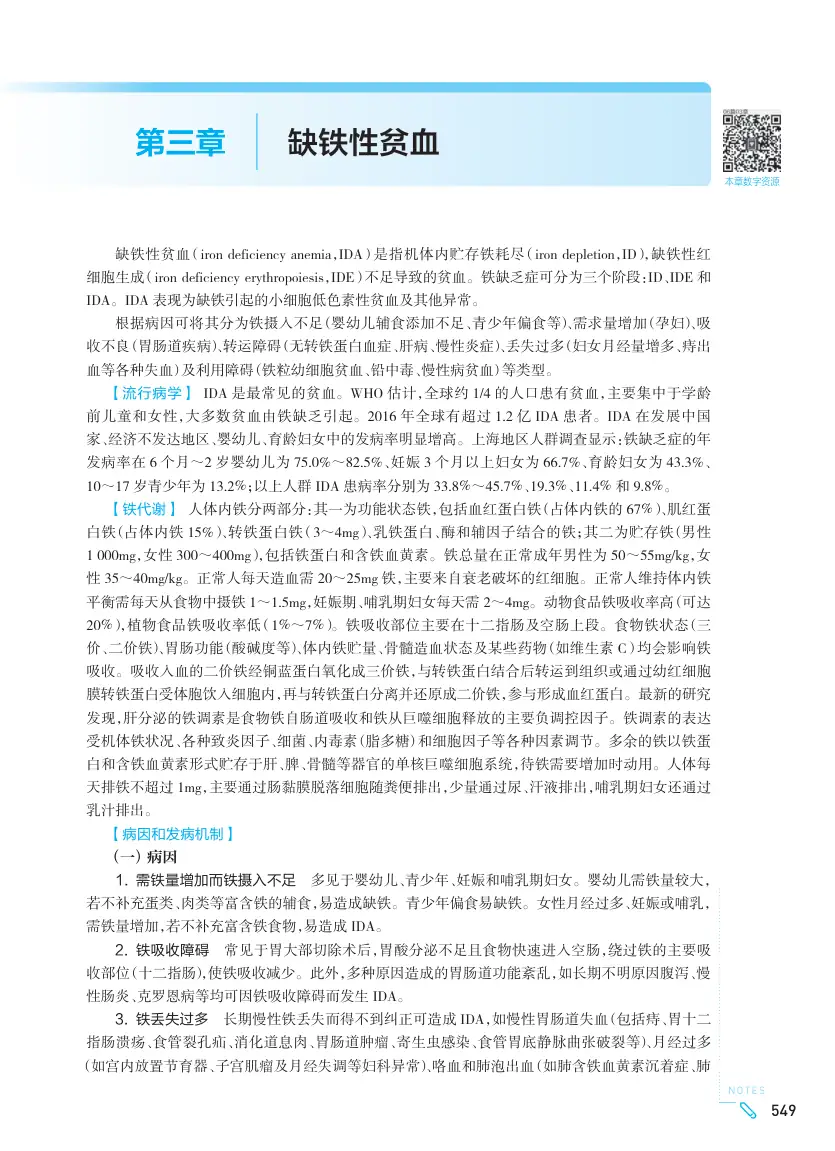 第三章
缺铁性贫血
本章数字资源
缺铁性贫血(iron deficiency anemia,IDA)是指机体内贮存铁耗尽(iron depletion,ID),缺铁性红
细胞生成(iron deficiency erythropoiesis,IDE)不足导致的贫血。铁缺乏症可分为三个阶段:ID、IDE 和
IDA。IDA 表现为缺铁引起的小细胞低色素性贫血及其他异常。
根据病因可将其分为铁摄入不足(婴幼儿辅食添加不足、青少年偏食等)、需求量增加(孕妇)、吸
收不良(胃肠道疾病)、转运障碍(无转铁蛋白血症、肝病、慢性炎症)、丢失过多(妇女月经量增多、痔出
血等各种失血)及利用障碍(铁粒幼细胞贫血、铅中毒、慢性病贫血)等类型。
【流行病学】 IDA 是最常见的贫血。WHO 估计,全球约 1/4 的人口患有贫血,主要集中于学龄
前儿童和女性,大多数贫血由铁缺乏引起。2016 年全球有超过 1.2 亿 IDA 患者。IDA 在发展中国
家、经济不发达地区、婴幼儿、育龄妇女中的发病率明显增高。上海地区人群调查显示:铁缺乏症的年
发病率在 6 个月～2 岁婴幼儿为 75.0%～82.5%、妊娠 3 个月以上妇女为 66.7%、育龄妇女为 43.3%、
10～17 岁青少年为 13.2%;以上人群 IDA 患病率分别为 33.8%～45.7%、19.3%、11.4% 和 9.8%。
【铁代谢】 人体内铁分两部分:其一为功能状态铁,包括血红蛋白铁(占体内铁的 67%)、肌红蛋
白铁(占体内铁 15%)、转铁蛋白铁(3～4mg)、乳铁蛋白、酶和辅因子结合的铁;其二为贮存铁(男性
1 000mg,女性 300～400mg),包括铁蛋白和含铁血黄素。铁总量在正常成年男性为 50～55mg/kg,女
性 35～40mg/kg。正常人每天造血需 20～25mg 铁,主要来自衰老破坏的红细胞。正常人维持体内铁
平衡需每天从食物中摄铁 1～1.5mg,妊娠期、哺乳期妇女每天需 2～4mg。动物食品铁吸收率高(可达
20%),植物食品铁吸收率低(1%～7%)。铁吸收部位主要在十二指肠及空肠上段。食物铁状态(三
价、二价铁)、胃肠功能(酸碱度等)、体内铁贮量、骨髓造血状态及某些药物(如维生素 C)均会影响铁
吸收。吸收入血的二价铁经铜蓝蛋白氧化成三价铁,与转铁蛋白结合后转运到组织或通过幼红细胞
膜转铁蛋白受体胞饮入细胞内,再与转铁蛋白分离并还原成二价铁,参与形成血红蛋白。最新的研究
发现,肝分泌的铁调素是食物铁自肠道吸收和铁从巨噬细胞释放的主要负调控因子。铁调素的表达
受机体铁状况、各种致炎因子、细菌、内毒素(脂多糖)和细胞因子等各种因素调节。多余的铁以铁蛋
白和含铁血黄素形式贮存于肝、脾、骨髓等器官的单核巨噬细胞系统,待铁需要增加时动用。人体每
天排铁不超过 1mg,主要通过肠黏膜脱落细胞随粪便排出,少量通过尿、汗液排出,哺乳期妇女还通过
乳汁排出。
【病因和发病机制】
(一)病因
1. 需铁量增加而铁摄入不足 多见于婴幼儿、青少年、妊娠和哺乳期妇女。婴幼儿需铁量较大,
若不补充蛋类、肉类等富含铁的辅食,易造成缺铁。青少年偏食易缺铁。女性月经过多、妊娠或哺乳,
需铁量增加,若不补充富含铁食物,易造成 IDA。
2. 铁吸收障碍 常见于胃大部切除术后,胃酸分泌不足且食物快速进入空肠,绕过铁的主要吸
收部位(十二指肠),使铁吸收减少。此外,多种原因造成的胃肠道功能紊乱,如长期不明原因腹泻、慢
性肠炎、克罗恩病等均可因铁吸收障碍而发生 IDA。
3. 铁丢失过多 长期慢性铁丢失而得不到纠正可造成 IDA,如慢性胃肠道失血(包括痔、胃十二
指肠溃疡、食管裂孔疝、消化道息肉、胃肠道肿瘤、寄生虫感染、食管胃底静脉曲张破裂等)、月经过多
(如宫内放置节育器、子宫肌瘤及月经失调等妇科异常)、咯血和肺泡出血(如肺含铁血黄素沉着症、肺
NOTES
549